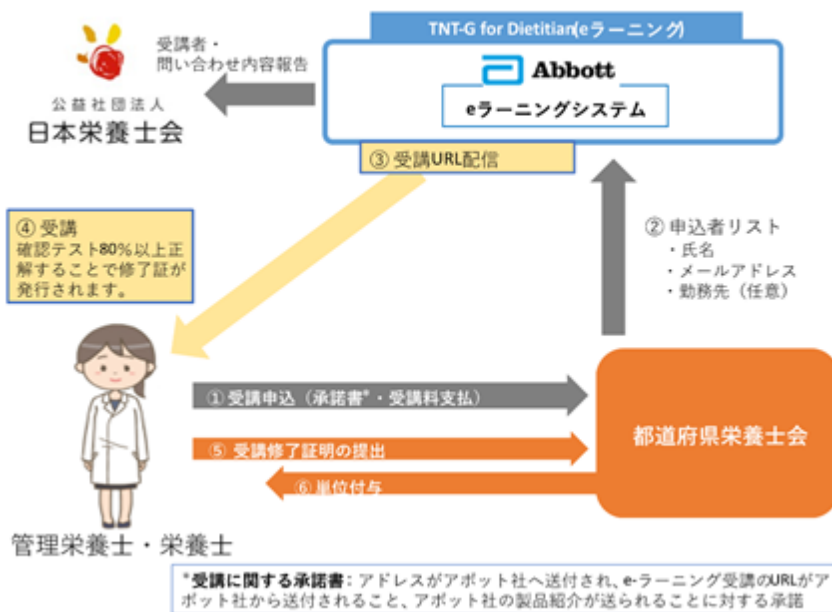 TNT-G for Dietitian(eラーニング)
Abbott
eラーニングシステム
受講者・
問い合わせ内容報告
公益社団法人
日本栄養士会
③ 受講URL配信
④ 受講
確認テスト80%以上正
解することで修了証が
発行されます。
② 申込者リスト
・氏名
・メールアドレス
・勤務先（任意）
① 受講申込（承諾書*・受講料支払）
⑤ 受講修了証明の提出
⑥ 単位付与
都道府県栄養士会
管理栄養士・栄養士
*受講に関する承諾書：アドレスがアボット社へ送付され、e-ラーニング受講のURLがア
ボット社から送付されること、アボット社の製品紹介が送られることに対する承諾